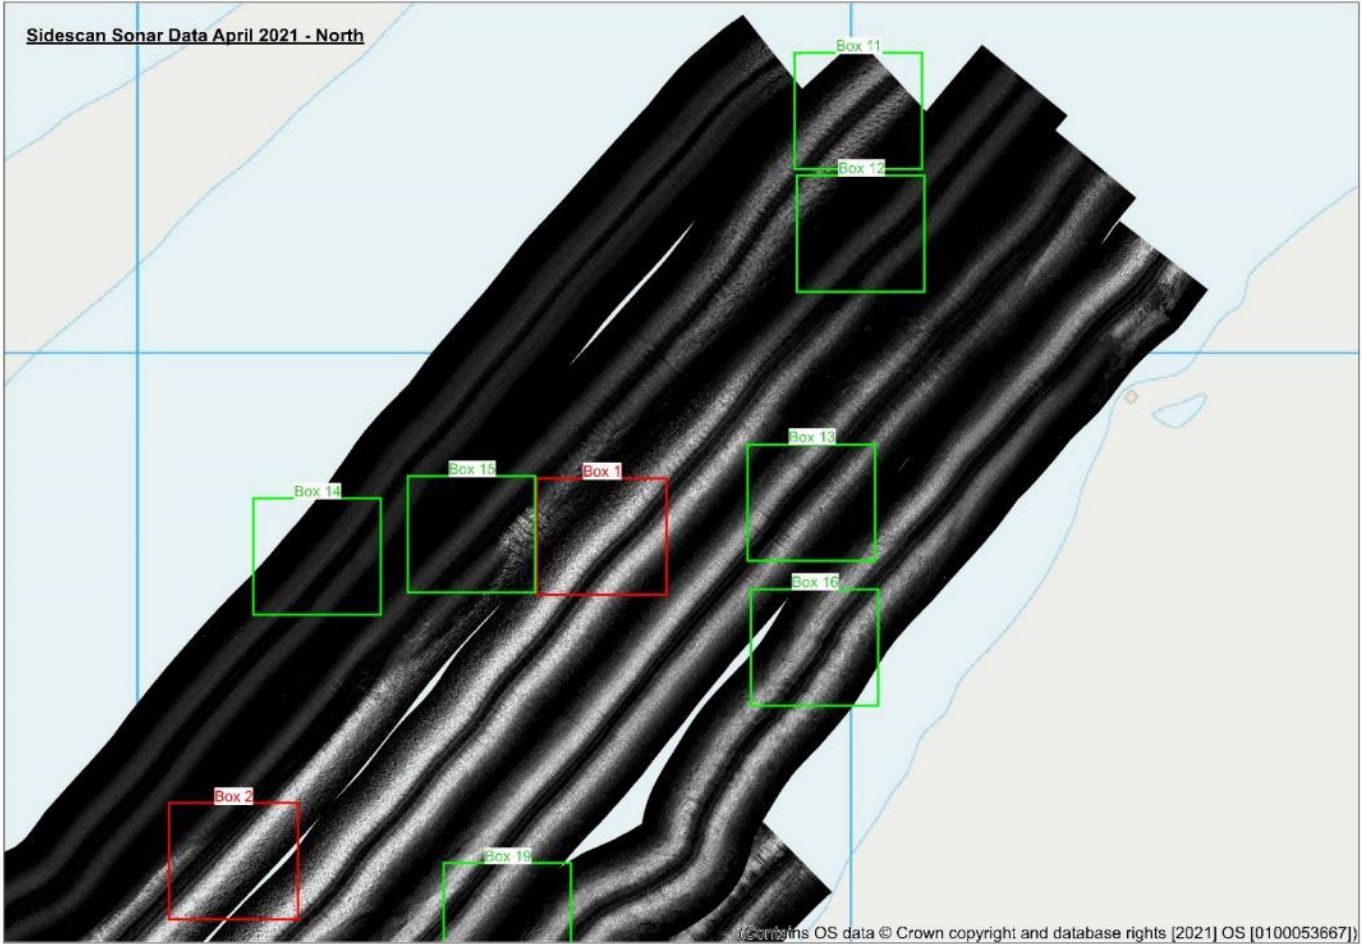 Sidescan Sonar Data April 2021 - North
Box 11
Box 12
Box 13
Box 15
Box 1
Box 14
Box 16
Box 2
Box 19
(Contains OS data © Crown copyright and database rights [2021] OS [0100053667])